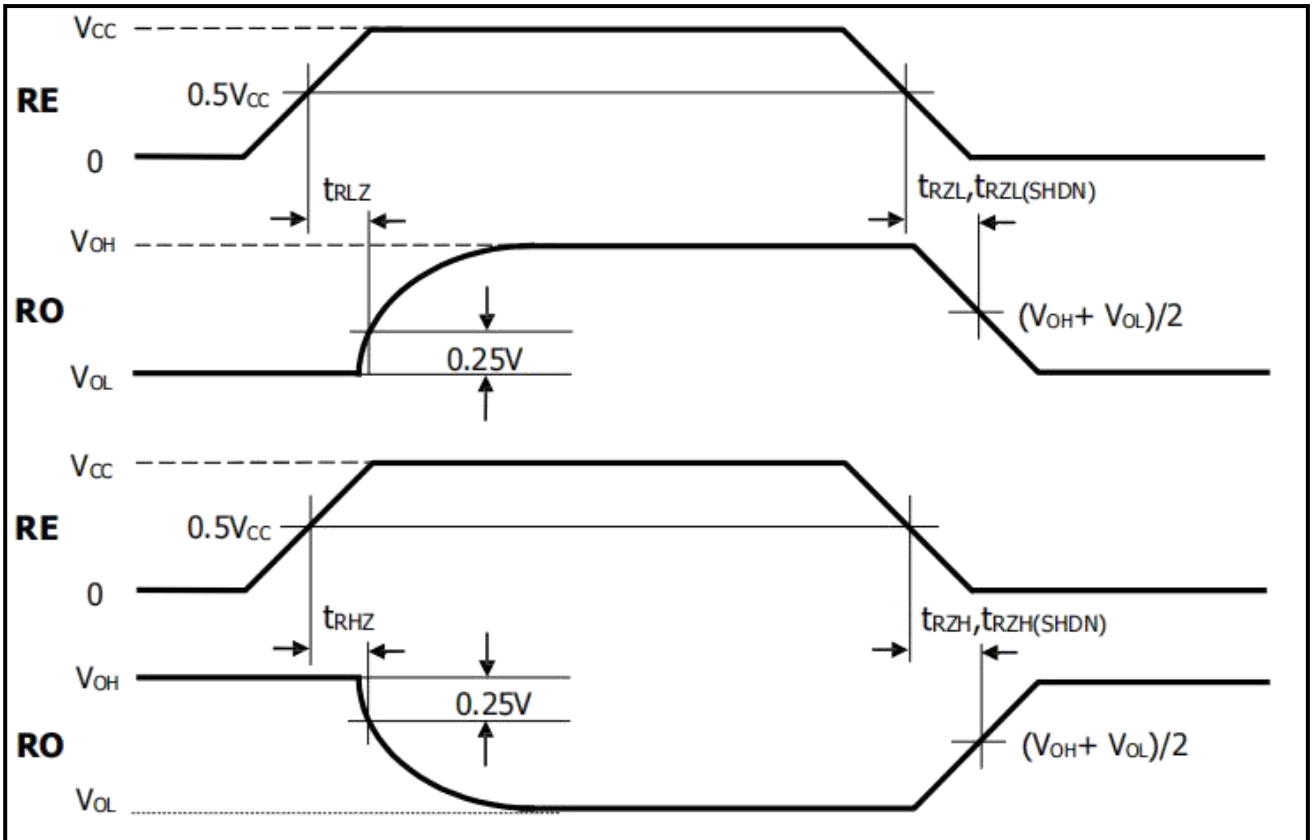 VCC
0.5VCC
RE
0
tRLZ
tRZL,tRZL(SHDN)
VOH
RO
(VOH+ VOL)/2
0.25V
VOL
VCC
0.5VCC
RE
0
tRHZ
tRZH,tRZH(SHDN)
VOH
0.25V
RO
(VOH+ VOL)/2
VOL